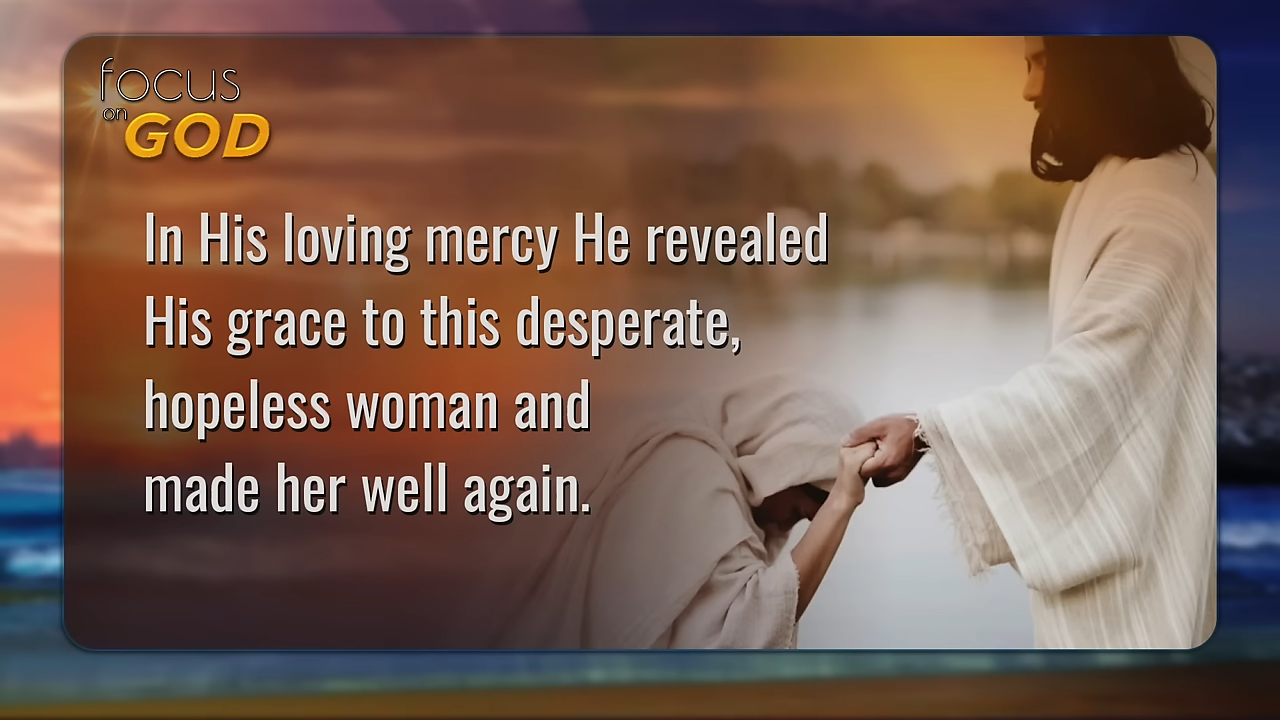 focus
on
GOD
In His loving mercy He revealed
His grace to this desperate,
hopeless woman and
made her well again.